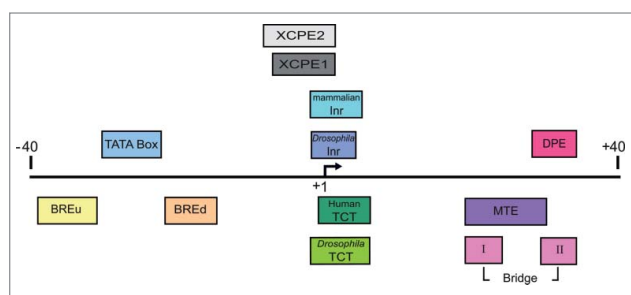 XCPE2
XCPE1
mammalian
Inr
-40
TATA Box
Drosophila
Inr
DPE
+40
+1
BREu
BREd
Human
TCT
MTE
Drosophila
TCT
I
II
Bridge